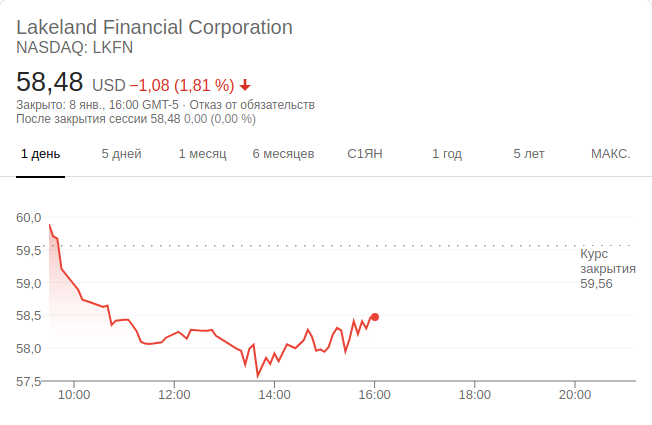 Lakeland Financial Corporation
NASDAQ: LKFN
58,48 USD −1,08 (1,81 %)
Закрыто: 8 янв., 16:00 GMT-5 · Отказ от обязательств
После закрытия сессии 58,48 0,00 (0,00 %)
1 день 5 дней 1 месяц 6 месяцев С1ЯН 1 год 5 лет МАКС.
60,0
59,5
59,0
58,5
58,0
57,5
Курс
закрытия
59,56
10:00 12:00 14:00 16:00 18:00 20:00